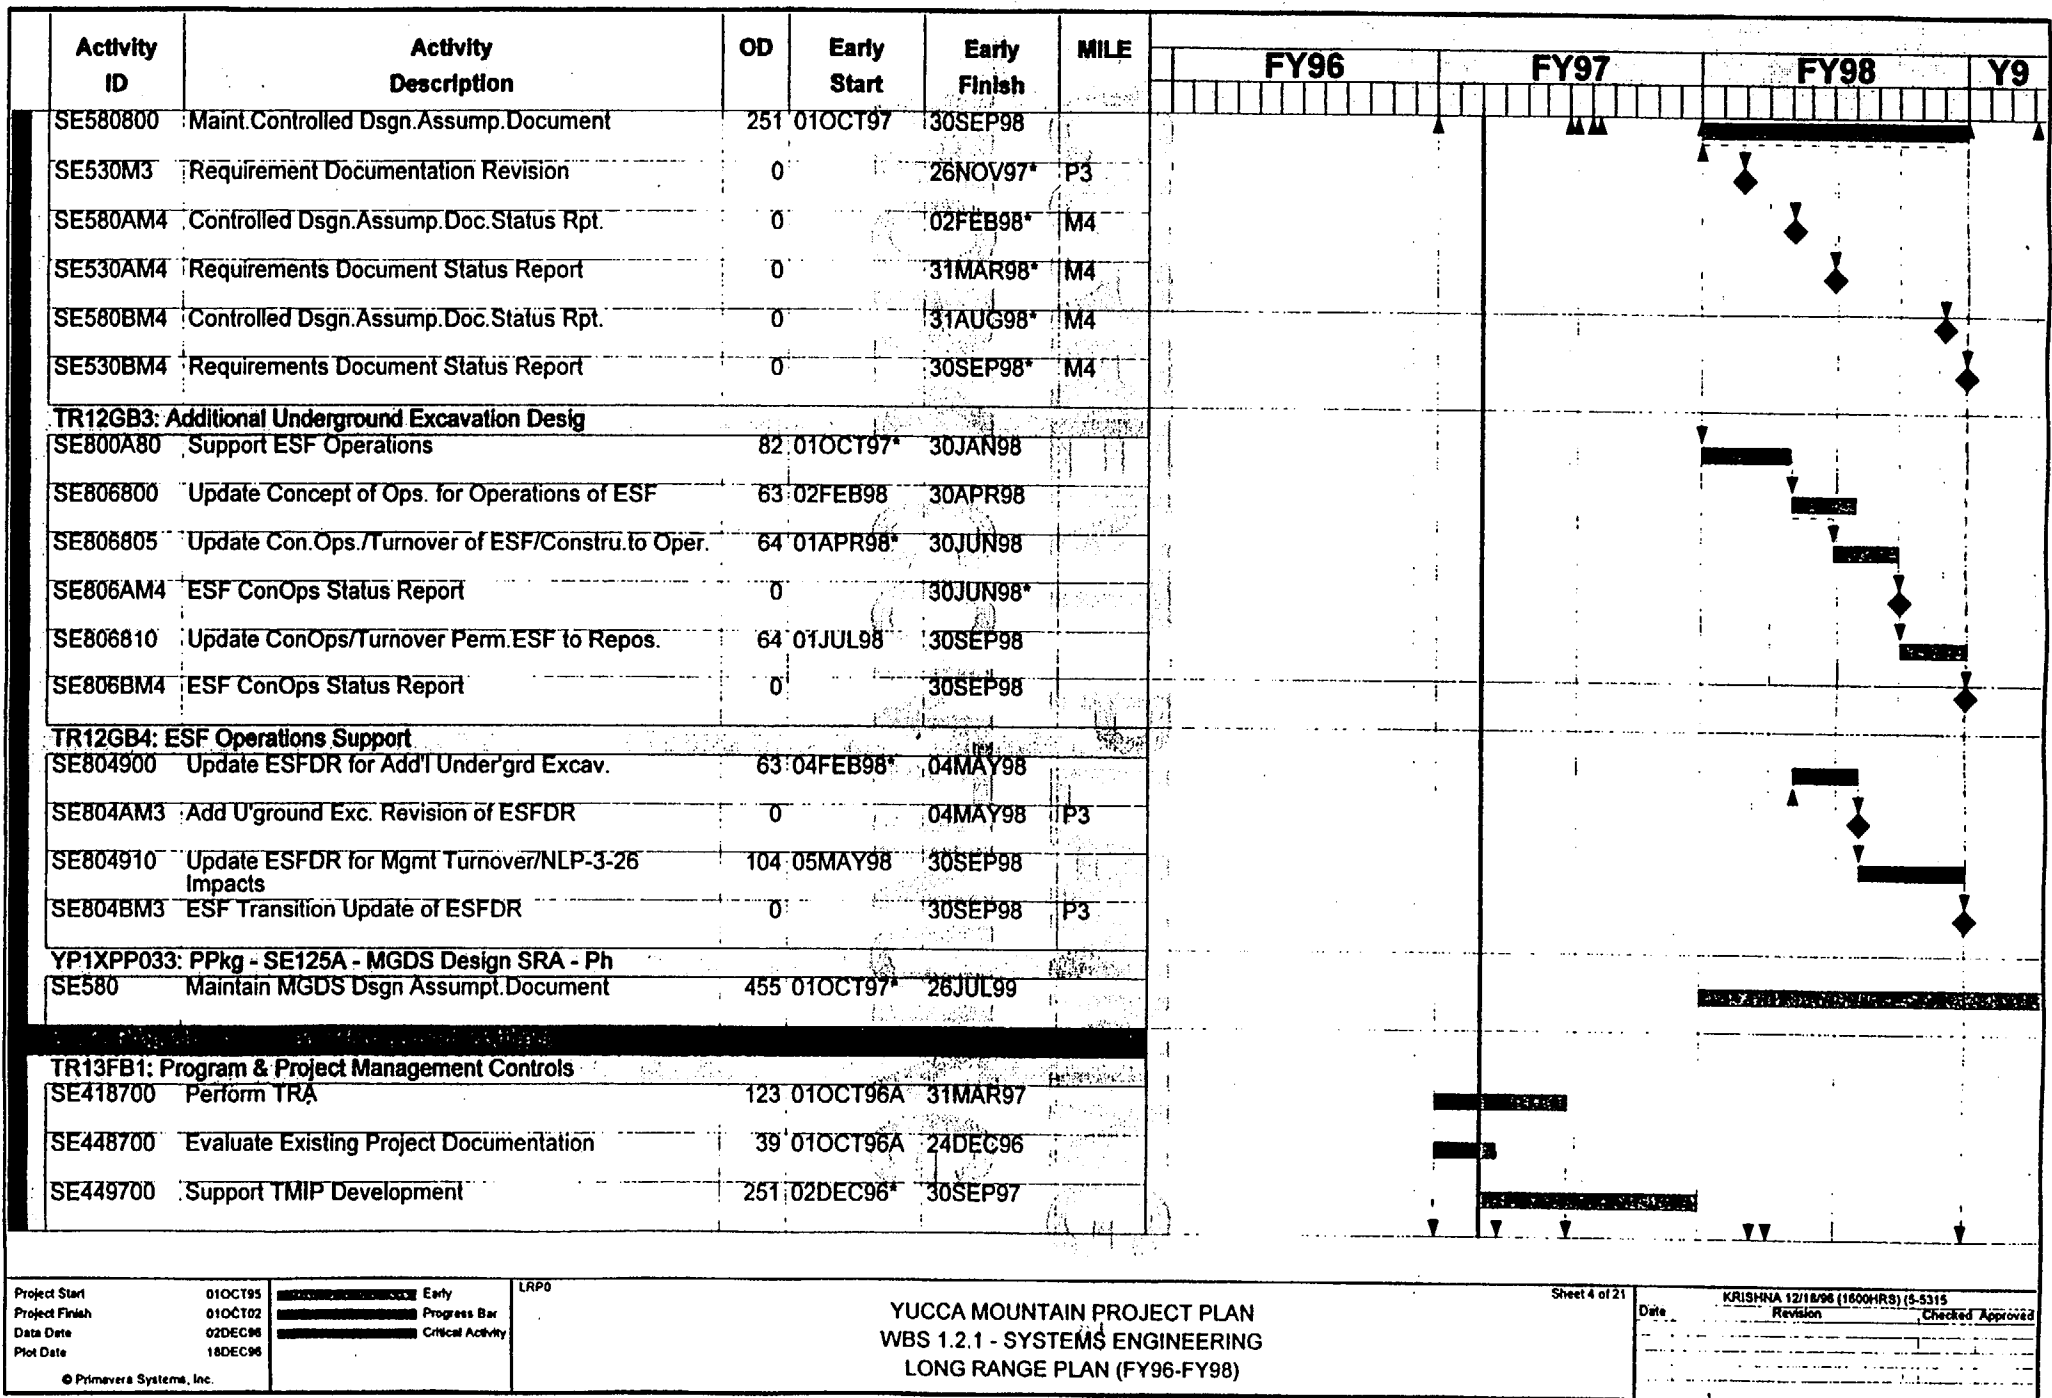 Activity ID Activity Description OD Early Start Early Finish MILE FY96 FY97 FY98 Y9
SE580800 Maint.Controlled Dsgn.Assump.Document 251 01OCT97 30SEP98
SE530M3 Requirement Documentation Revision 0 26NOV97* P3
SE580AM4 Controlled Dsgn.Assump.Doc.Status Rpt. 0 02FEB98* M4
SE530AM4 Requirements Document Status Report 0 31MAR98* M4
SE580BM4 Controlled Dsgn.Assump.Doc.Status Rpt. 0 31AUG98* M4
SE530BM4 Requirements Document Status Report 0 30SEP98* M4
TR12GB3: Additional Underground Excavation Desig
SE800A80 Support ESF Operations 82 01OCT97* 30JAN98
SE806800 Update Concept of Ops. for Operations of ESF 63 02FEB98 30APR98
SE806805 Update Con.Ops./Turnover of ESF/Constru.to Oper. 64 01APR98* 30JUN98
SE806AM4 ESF ConOps Status Report 0 30JUN98*
SE806810 Update ConOps/Turnover Perm.ESF to Repos. 64 01JUL98 30SEP98
SE806BM4 ESF ConOps Status Report 0 30SEP98
TR12GB4: ESF Operations Support
SE804900 Update ESFDR for Add'l Under'grd Excav. 63 04FEB98* 04MAY98
SE804AM3 Add U'ground Exc. Revision of ESFDR 0 04MAY98 P3
SE804910 Update ESFDR for Mgmt Turnover/NLP-3-26 104 05MAY98 30SEP98
Impacts
SE804BM3 ESF Transition Update of ESFDR 0 30SEP98 P3
YP1XPP033: PPkg - SE125A - MGDS Design SRA - Ph
SE580 Maintain MGDS Dsgn Assumpt.Document 455 01OCT97* 26JUL99
TR13FB1: Program & Project Management Controls
SE418700 Perform TRA 123 01OCT96A 31MAR97
SE448700 Evaluate Existing Project Documentation 39 01OCT96A 24DEC96
SE449700 Support TMIP Development 251 02DEC96* 30SEP97
Project Start 01OCT95
Project Finish 01OCT02
Data Date 02DEC96
Plot Date 18DEC96
© Primavera Systems, Inc.
Early
Progress Bar
Critical Activity
LRP0
YUCCA MOUNTAIN PROJECT PLAN
WBS 1.2.1 - SYSTEMS ENGINEERING
LONG RANGE PLAN (FY96-FY98)
Sheet 4 of 21
KRISHNA 12/18/96 (1600HRS) (5-5315
Date Revision Checked Approved